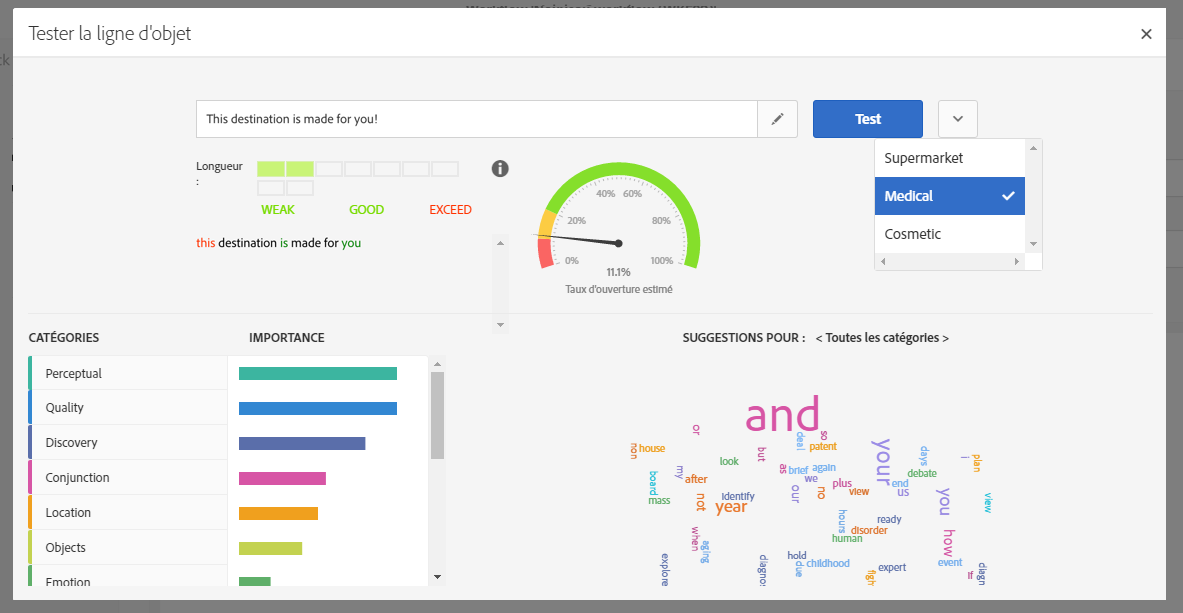 Tester la ligne d'objet
This destination is made for you!
Test
Supermarket
Medical
Cosmetic
Longueur
:
WEAK GOOD EXCEED
this destination is made for you
0%
20%
40%
60%
80%
100%
11.1%
Taux d'ouverture estimé
CATÉGORIES
IMPORTANCE
Perceptual
Quality
Discovery
Conjunction
Location
Objects
Emotion
SUGGESTIONS POUR : < Toutes les catégories >
and
or
so
deal
patent
non
house
but
your
days
i
plan
look
as
brief
again
debate
my
after
we
board
plus
end
mass
identify
our
no
view
us
you
view
not
year
hours
ready
disorder
human
when
aging
how
hold
explore
due
childhood
event
expert
if